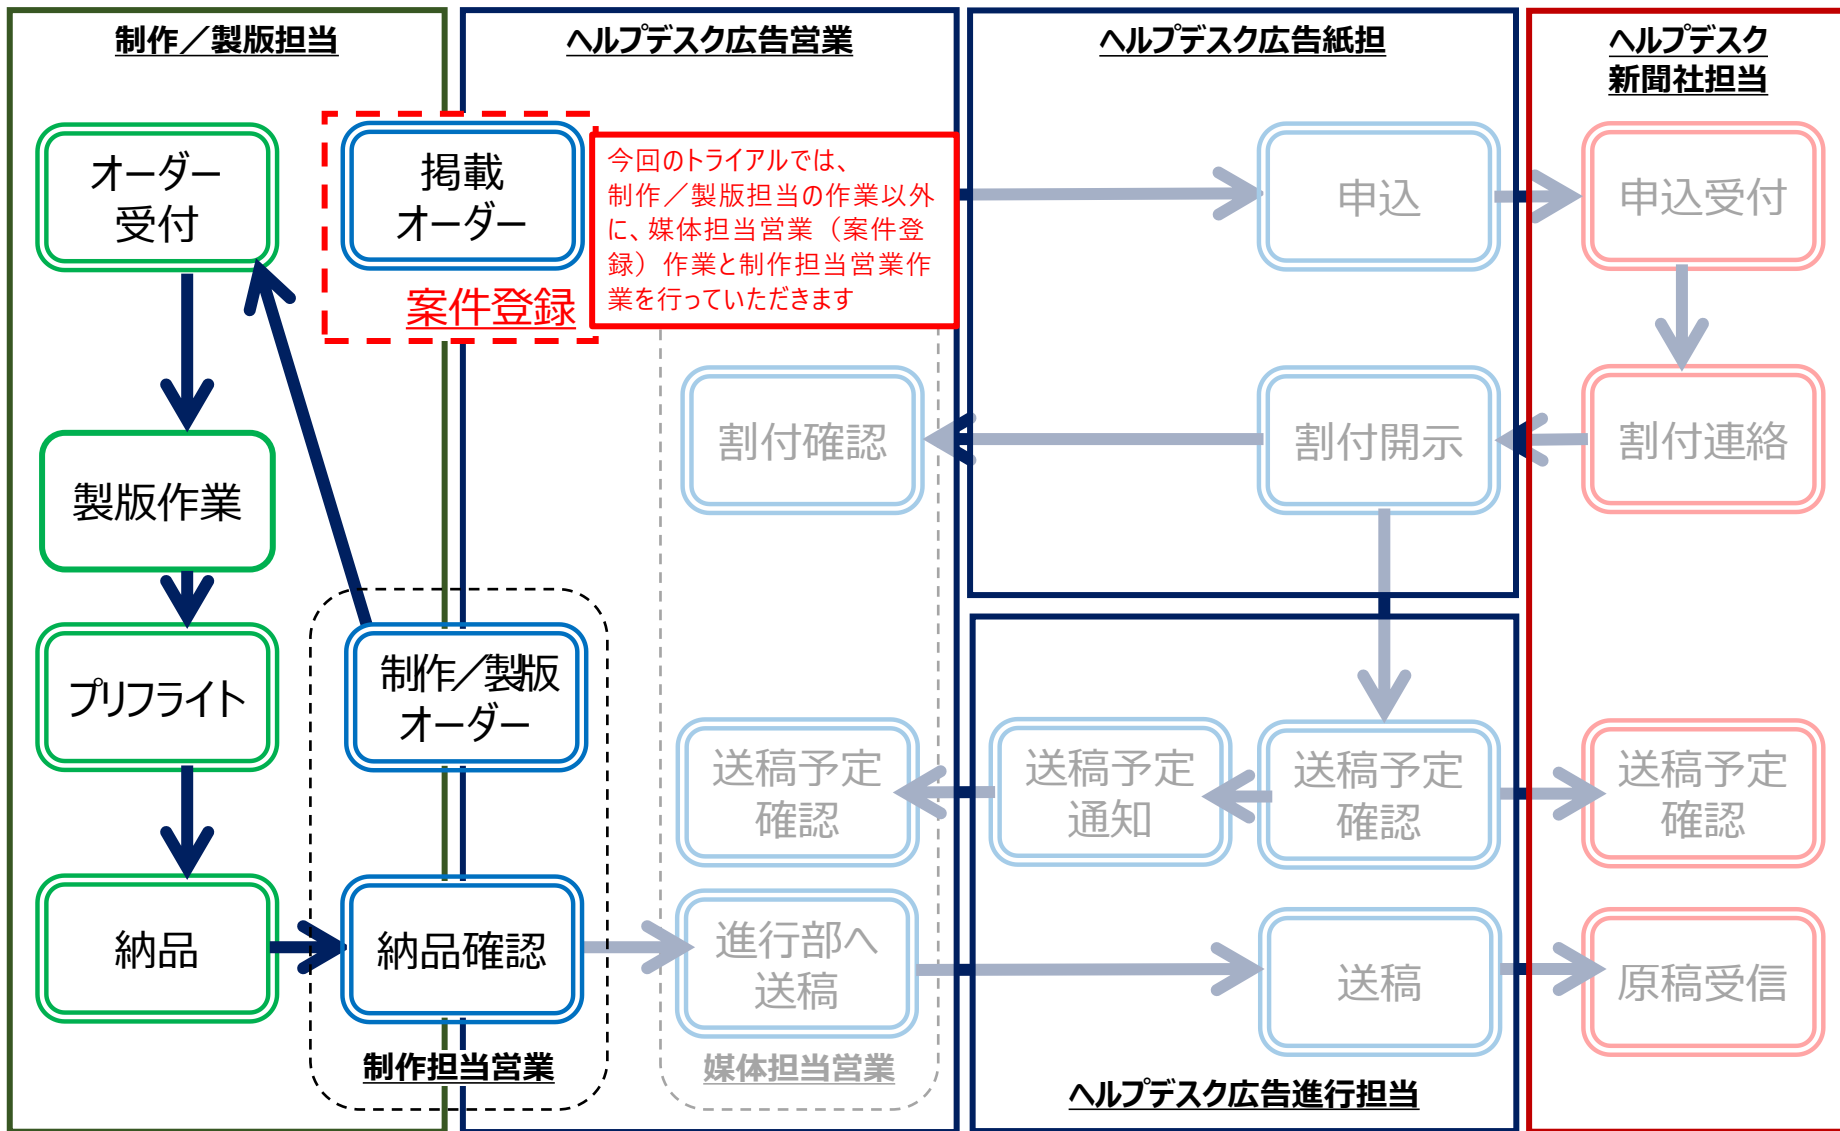 制作／製版担当
ヘルプデスク広告営業
ヘルプデスク広告紙担
ヘルプデスク
新聞社担当
オーダー
受付
掲載
オーダー
案件登録
今回のトライアルでは、
制作／製版担当の作業以外
に、媒体担当営業（案件登
録）作業と制作担当営業作
業を行っていただきます
申込
申込受付
割付確認
割付開示
割付連絡
製版作業
プリフライト
制作／製版
オーダー
送稿予定
確認
送稿予定
通知
送稿予定
確認
送稿予定
確認
納品
納品確認
進行部へ
送稿
送稿
原稿受信
制作担当営業
媒体担当営業
ヘルプデスク広告進行担当